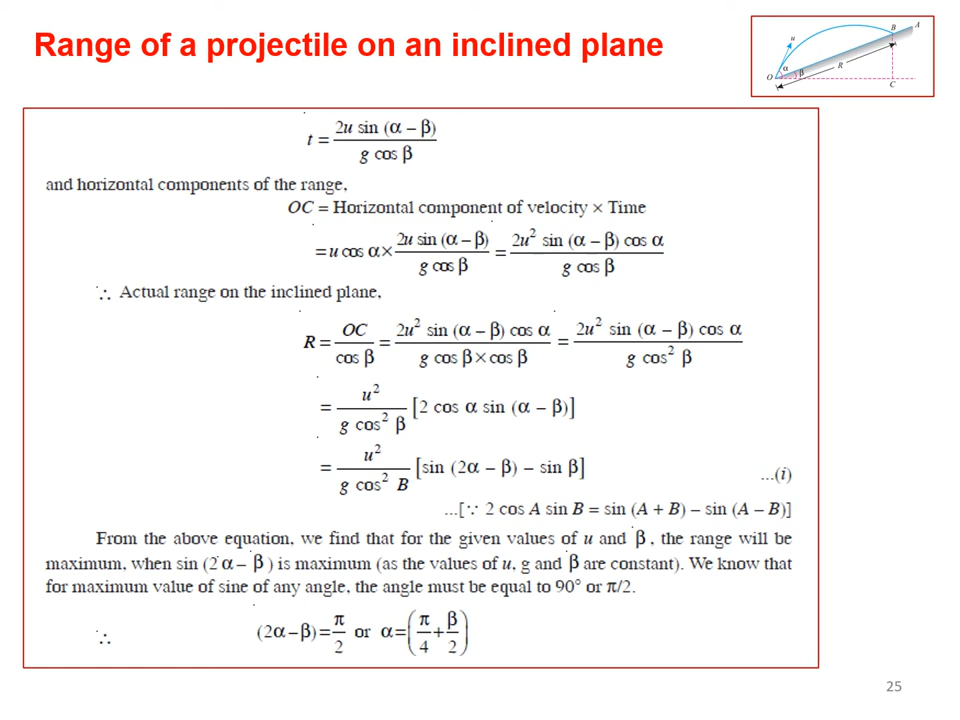 Range of a projectile on an inclined plane
u
B
A
α
β
R
O
C
t = 2u sin (α – β) / g cos β
and horizontal components of the range,
OC = Horizontal component of velocity × Time
= u cos α × 2u sin (α – β) / g cos β = 2u² sin (α – β) cos α / g cos β
∴ Actual range on the inclined plane,
R = OC / cos β = 2u² sin (α – β) cos α / g cos β × cos β = 2u² sin (α – β) cos α / g cos² β
= u² / g cos² β [2 cos α sin (α – β)]
= u² / g cos² B [sin (2α – β) – sin β] ...(i)
...[∵ 2 cos A sin B = sin (A + B) – sin (A – B)]
From the above equation, we find that for the given values of u and β, the range will be
maximum, when sin (2α – β) is maximum (as the values of u, g and β are constant). We know that
for maximum value of sine of any angle, the angle must be equal to 90° or π/2.
∴ (2α – β) = π/2 or α = (π/4 + β/2)
25